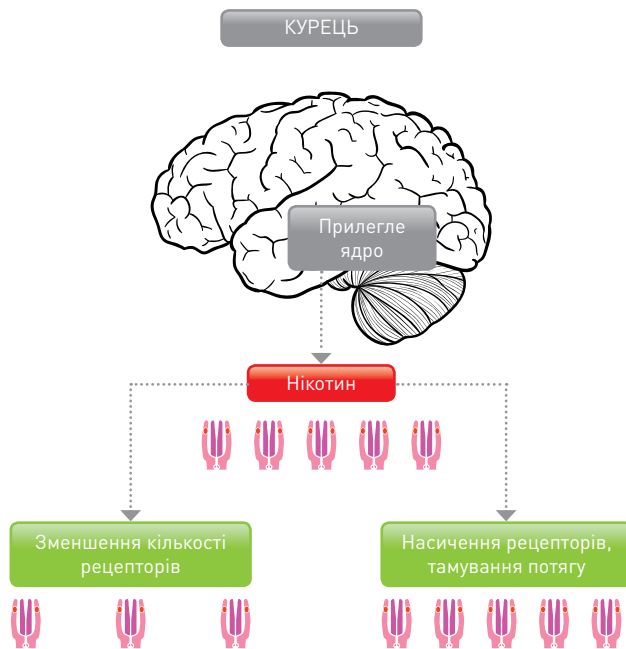 КУРЕЦЬ
Прилегле
ядро
Нікотин
Зменшення кількості
рецепторів
Насичення рецепторів,
тамування потягу